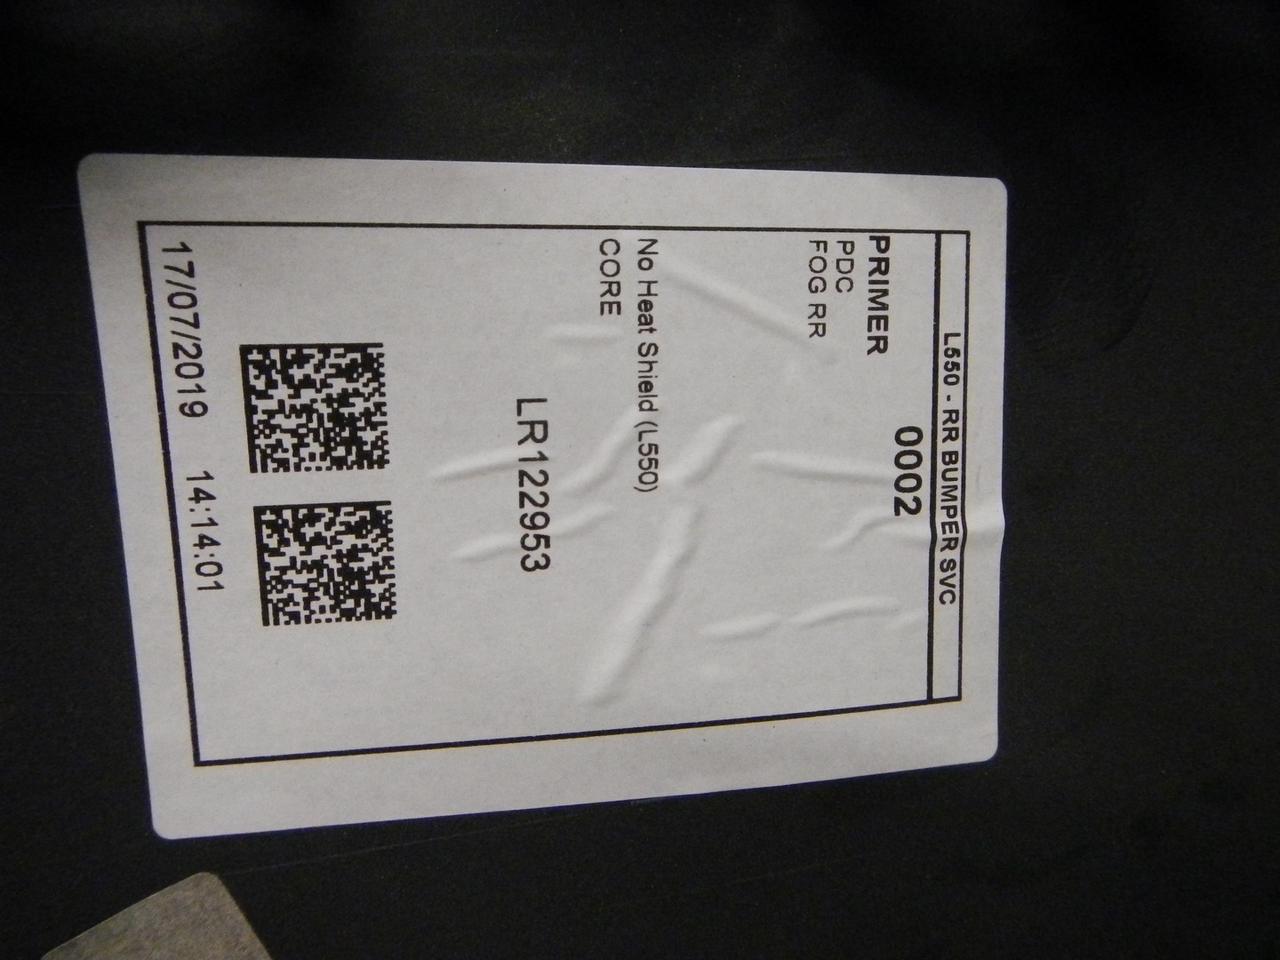 L550 - RR BUMPER SVC
0002
PRIMER
PDC
FOG RR
No Heat Shield (L550)
CORE
LR122953
17/07/2019 14:14:01